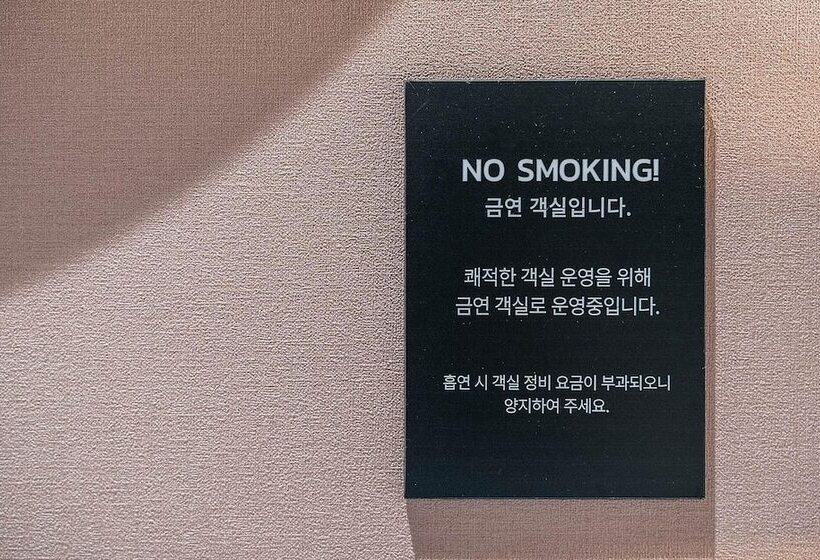 NO SMOKING!
금연 객실입니다.
쾌적한 객실 운영을 위해
금연 객실로 운영중입니다.
흡연 시 객실 정비 요금이 부과되오니
양지하여 주세요.